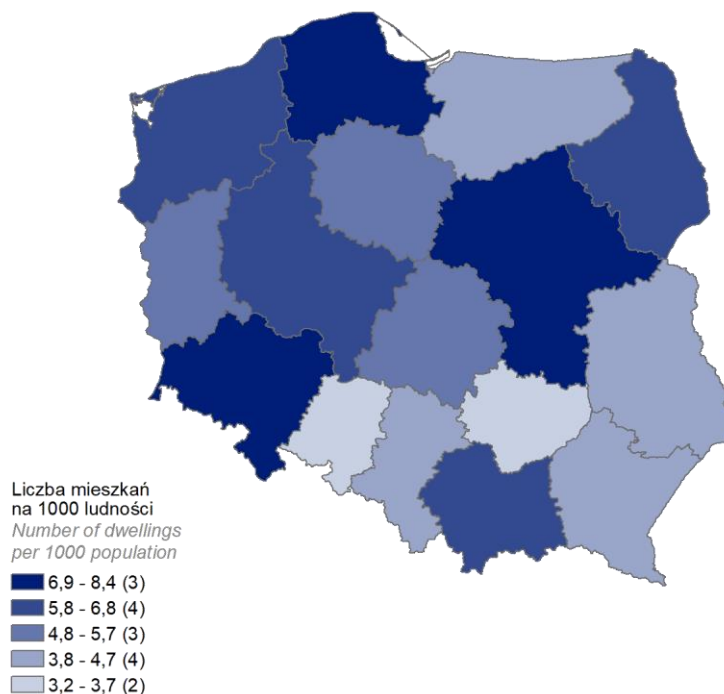 Liczba mieszkań
na 1000 ludności
Number of dwellings
per 1000 population
6,9 - 8,4 (3)
5,8 - 6,8 (4)
4,8 - 5,7 (3)
3,8 - 4,7 (4)
3,2 - 3,7 (2)